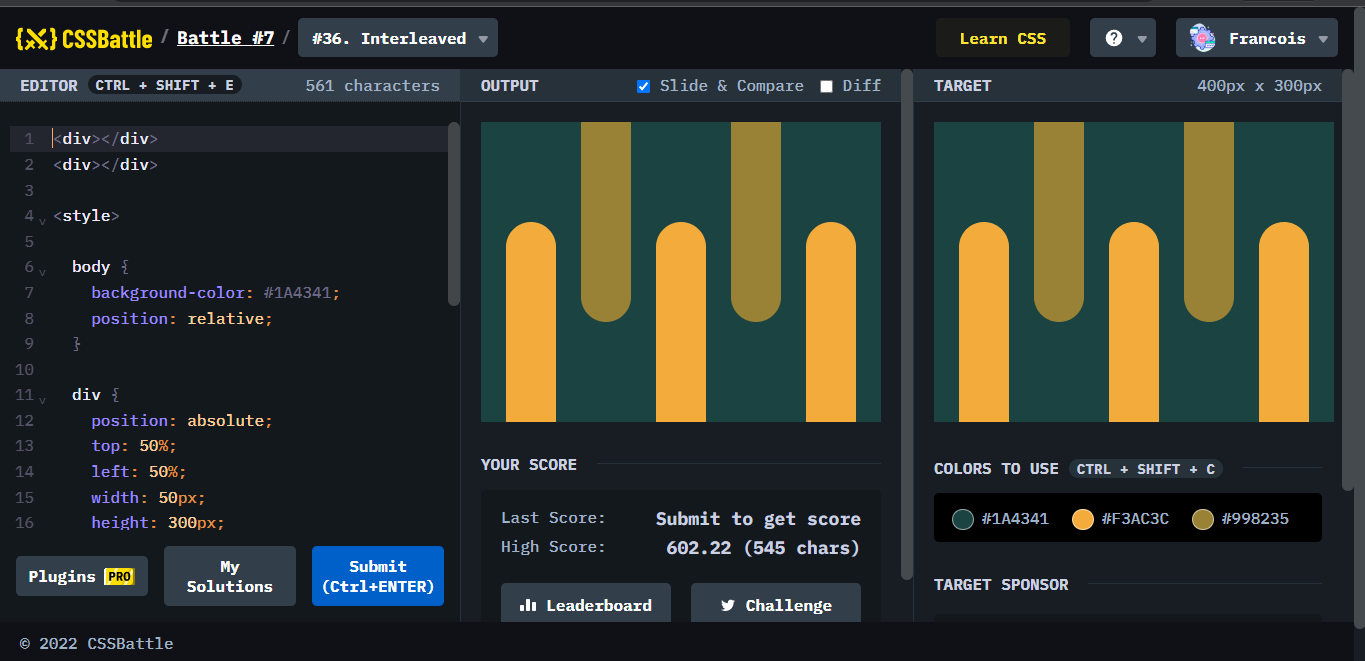 CSSBattle / Battle #7 / #36. Interleaved Learn CSS ? Francois
EDITOR CTRL + SHIFT + E 561 characters
1 <div></div>
2 <div></div>
3
4 <style>
5
6 body {
7 background-color: #1A4341;
8 position: relative;
9 }
10
11 div {
12 position: absolute;
13 top: 50%;
14 left: 50%;
15 width: 50px;
16 height: 300px;
Plugins PRO
My
Solutions
Submit
(Ctrl+ENTER)
OUTPUT Slide & Compare Diff
YOUR SCORE
Last Score: Submit to get score
High Score: 602.22 (545 chars)
Leaderboard Challenge
TARGET 400px x 300px
COLORS TO USE CTRL + SHIFT + C
#1A4341 #F3AC3C #998235
TARGET SPONSOR
© 2022 CSSBattle